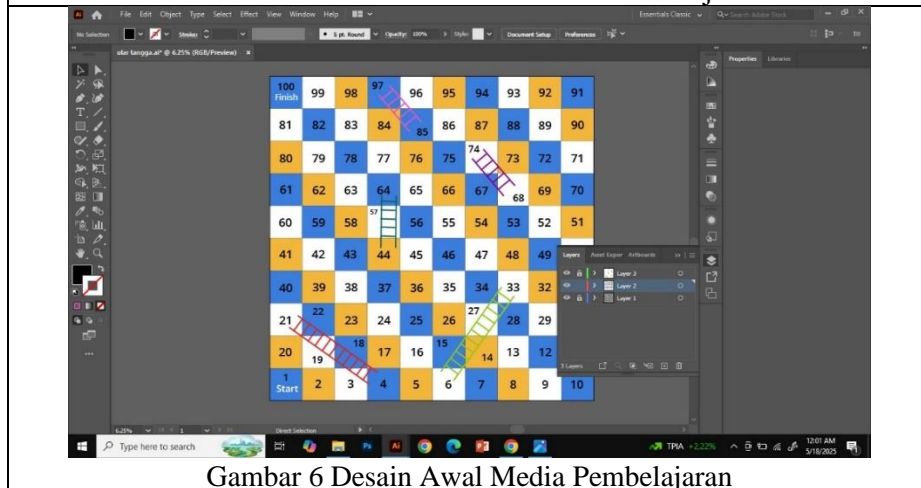 File Edit Object Type Select Effect View Window Help
Essentials Classic
Search Adobe Stock
No Selection Stroke: 5 pt. Round Opacity: 100% Style: Document Setup Preferences
ular tangga.ai* @ 6.25% (RGB/Preview) ×
Properties Libraries
100 Finish 99 98 97 96 95 94 93 92 91
81 82 83 84 85 86 87 88 89 90
80 79 78 77 76 75 74 73 72 71
61 62 63 64 65 66 67 68 69 70
60 59 58 57 56 55 54 53 52 51
41 42 43 44 45 46 47 48 49
40 39 38 37 36 35 34 33 32
21 22 23 24 25 26 27 28 29
20 19 18 17 16 15 14 13 12
1 Start 2 3 4 5 6 7 8 9 10
Layers Asset Export Artboards
Layer 3
Layer 2
Layer 1
3 Layers
6.25% 1 Direct Selection
Type here to search
TPIA +2.22%
12:01 AM
5/18/2025
Gambar 6 Desain Awal Media Pembelajaran